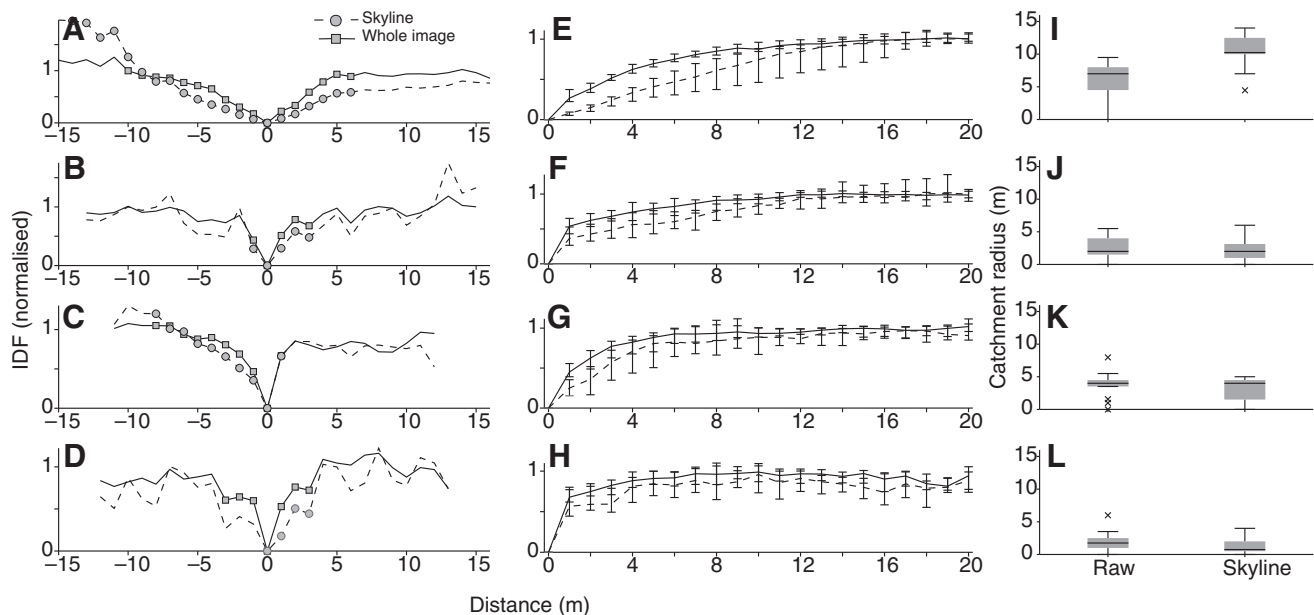 A
Skyline
Whole image
1
0
−15 −10 −5 0 5 10 15
B
1
0
−15 −10 −5 0 5 10 15
C
1
0
−15 −10 −5 0 5 10 15
D
1
0
−15 −10 −5 0 5 10 15
IDF (normalised)
E
1
0
0 4 8 12 16 20
F
1
0
0 4 8 12 16 20
G
1
0
0 4 8 12 16 20
H
1
0
0 4 8 12 16 20
Distance (m)
I
15
10
5
0
J
15
10
5
0
K
15
10
5
0
L
15
10
5
0
Catchment radius (m)
Raw Skyline